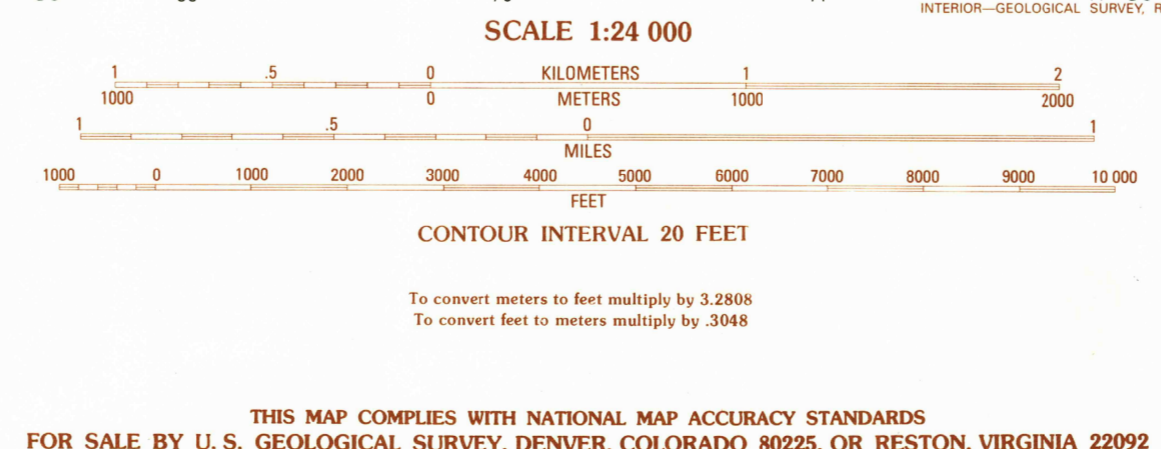 INTERIOR—GEOLOGICAL SURVEY, R
SCALE 1:24 000
1 .5 0 KILOMETERS 1 2
1000 0 METERS 1000 2000
1 .5 0 1
MILES
1000 0 1000 2000 3000 4000 5000 6000 7000 8000 9000 10 000
FEET
CONTOUR INTERVAL 20 FEET
To convert meters to feet multiply by 3.2808
To convert feet to meters multiply by .3048
THIS MAP COMPLIES WITH NATIONAL MAP ACCURACY STANDARDS
FOR SALE BY U. S. GEOLOGICAL SURVEY, DENVER, COLORADO 80225, OR RESTON, VIRGINIA 22092